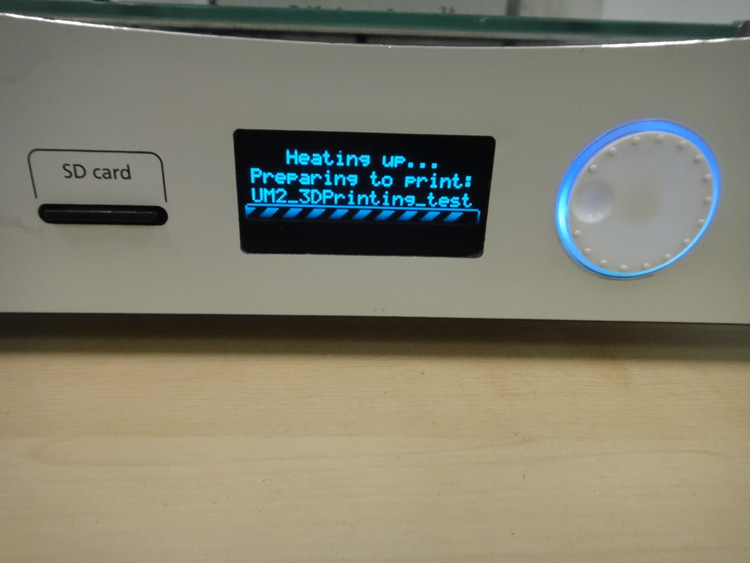 SD card
Heating up...
Preparing to print:
UM2_3DPrinting_test